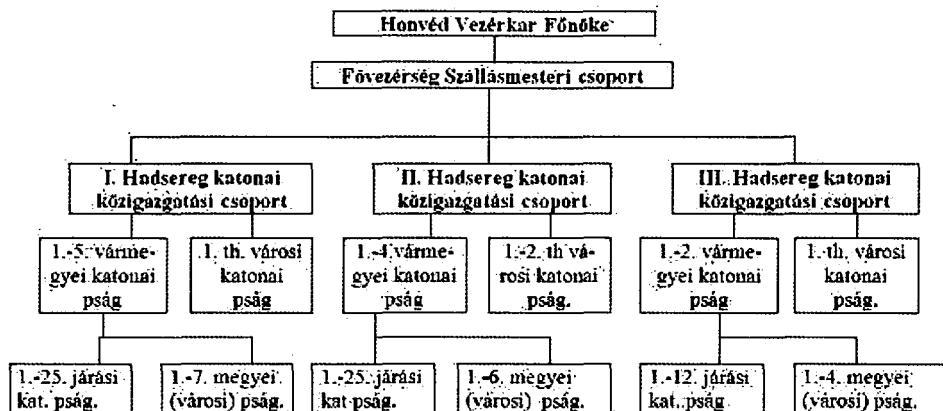 Honvéd Vezérkar Főnöke
Fővezérség Szállásmesteri csoport
I. Hadsereg katonai
közigazgatási csoport
II. Hadsereg katonai
közigazgatási csoport
III. Hadsereg katonai
közigazgatási csoport
1.-5. várme-
gyei katonai
pság
1. th. városi
katonai
pság
1.-4 várme-
gyei katonai
pság
1.-2. th vá-
rosi katonai
pság.
1.-2. várme-
gyei katonai
pság
1. th. városi
katonai
pság.
1.-25. járási
kat. pság.
1.-7. megyei
(városi) pság.
1.-25. járási
kat pság.
1.-6. megyei
(városi) pság.
1.-12. járási
kat. pság
1.-4. megyei
(városi) pság.